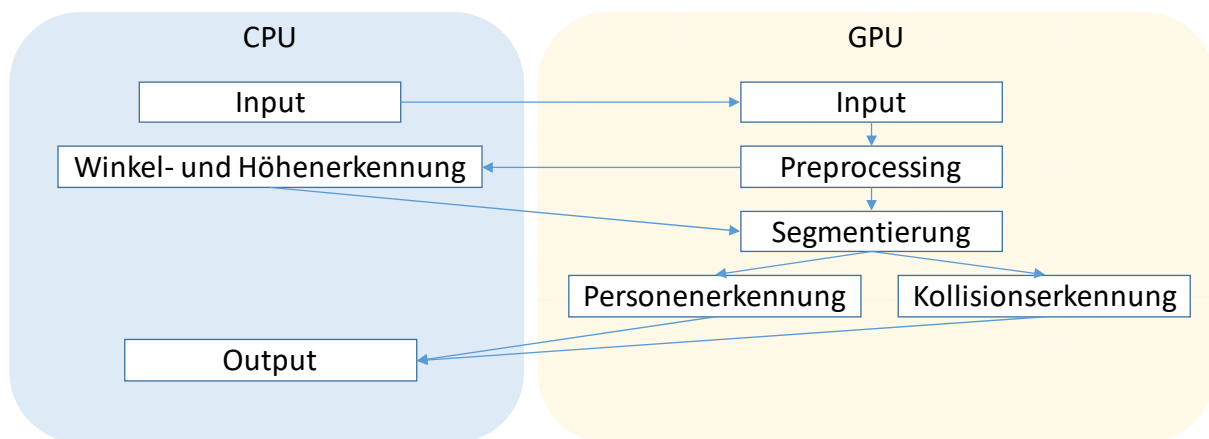 CPU
GPU
Input
Input
Winkel- und Höhenerkennung
Preprocessing
Segmentierung
Personenerkennung
Kollisionserkennung
Output